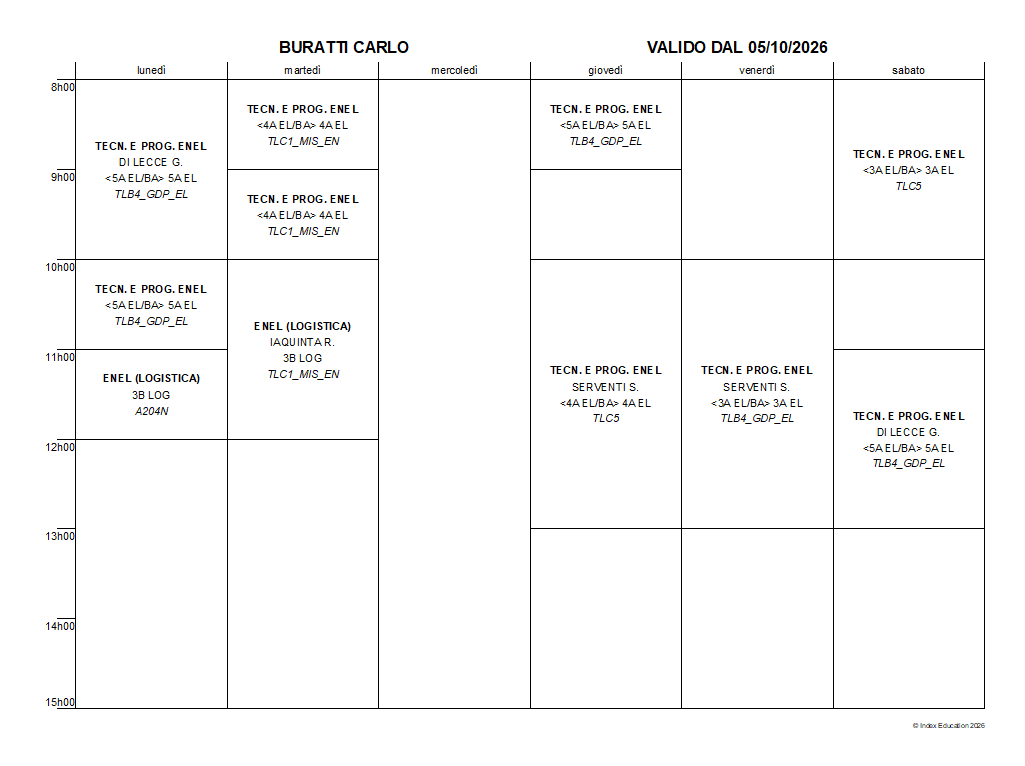 BURATTI CARLO
VALIDO DAL 05/10/2026
lunedì
martedì
mercoledì
giovedì
venerdì
sabato
8h00
9h00
10h00
11h00
12h00
13h00
14h00
15h00
TECN. E PROG. ENEL
DI LECCE G.
<5A EL/BA> 5A EL
TLB4_GDP_EL
TECN. E PROG. ENEL
<5A EL/BA> 5A EL
TLB4_GDP_EL
ENEL (LOGISTICA)
3B LOG
A204N
TECN. E PROG. ENEL
<4A EL/BA> 4A EL
TLC1_MIS_EN
TECN. E PROG. ENEL
<4A EL/BA> 4A EL
TLC1_MIS_EN
ENEL (LOGISTICA)
IAQUINTA R.
3B LOG
TLC1_MIS_EN
TECN. E PROG. ENEL
<5A EL/BA> 5A EL
TLB4_GDP_EL
TECN. E PROG. ENEL
SERVENTI S.
<4A EL/BA> 4A EL
TLC5
TECN. E PROG. ENEL
SERVENTI S.
<3A EL/BA> 3A EL
TLB4_GDP_EL
TECN. E PROG. ENEL
<3A EL/BA> 3A EL
TLC5
TECN. E PROG. ENEL
DI LECCE G.
<5A EL/BA> 5A EL
TLB4_GDP_EL
© Index Education 2026